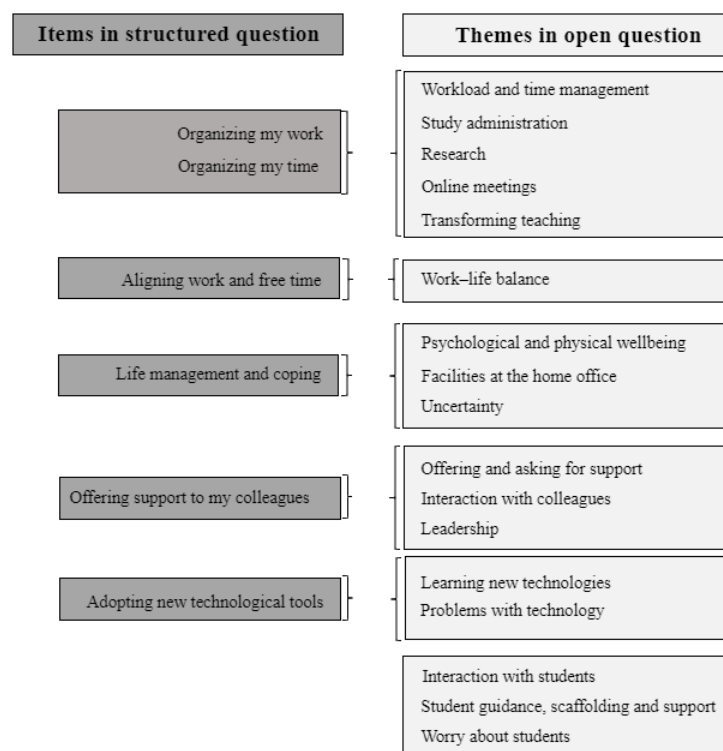 Items in structured question
Themes in open question
Organizing my work
Organizing my time
Workload and time management
Study administration
Research
Online meetings
Transforming teaching
Aligning work and free time
Work–life balance
Life management and coping
Psychological and physical wellbeing
Facilities at the home office
Uncertainty
Offering support to my colleagues
Offering and asking for support
Interaction with colleagues
Leadership
Adopting new technological tools
Learning new technologies
Problems with technology
Interaction with students
Student guidance, scaffolding and support
Worry about students